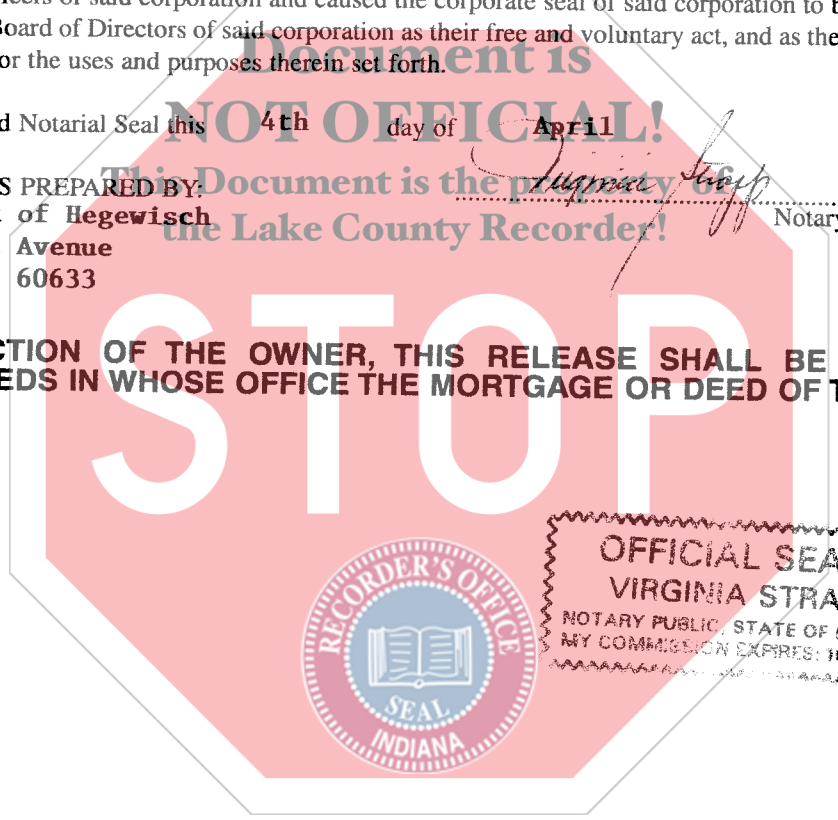 icers of said corporation and caused the corporate seal of said corporation to b
Board of Directors of said corporation as their free and voluntary act, and as the
or the uses and purposes therein set forth.
Document is
NOT OFFICIAL!
This Document is the property of
the Lake County Recorder!
d Notarial Seal this 4th day of April
S PREPARED BY:
of Hegewisch
Avenue
60633
Notary
STOP
CTION OF THE OWNER, THIS RELEASE SHALL BE
EEDS IN WHOSE OFFICE THE MORTGAGE OR DEED OF T
OFFICIAL SEA
VIRGINIA STRA
NOTARY PUBLIC, STATE OF
MY COMMISSION EXPIRES:
RECORDER'S OFFICE
SEAL
INDIANA